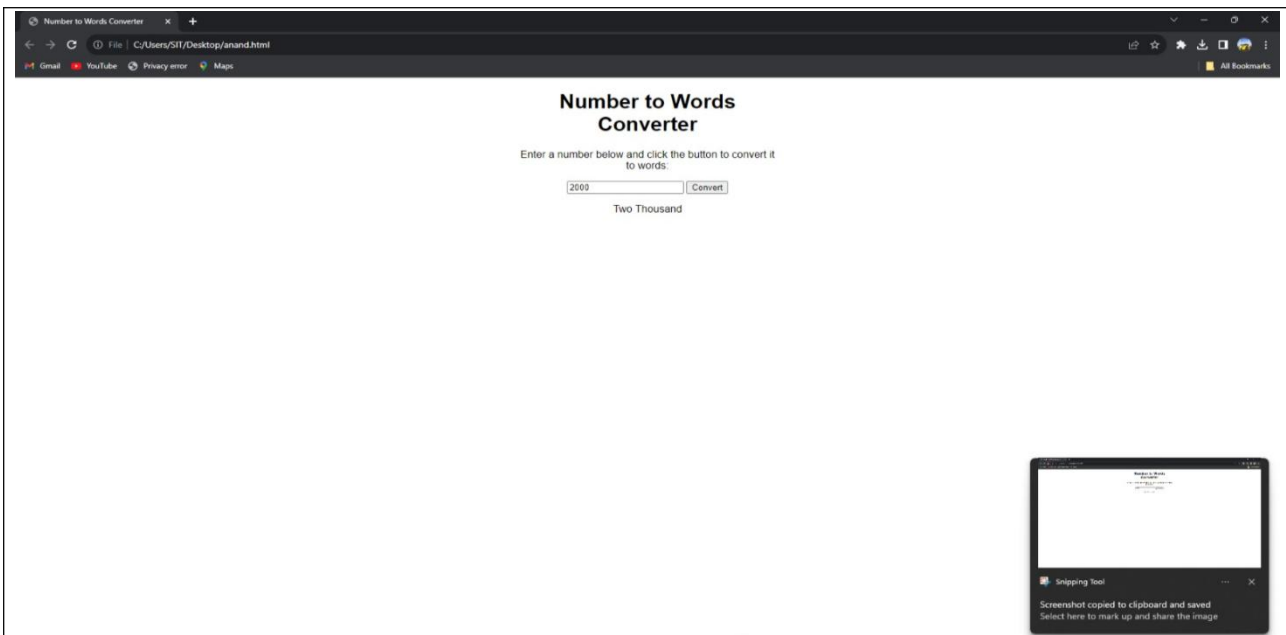 Number to Words Converter
File | C:/Users/SIT/Desktop/anand.html
Gmail YouTube Privacy error Maps All Bookmarks
Number to Words
Converter
Enter a number below and click the button to convert it
to words:
2000 Convert
Two Thousand
Snipping Tool
Screenshot copied to clipboard and saved
Select here to mark up and share the image